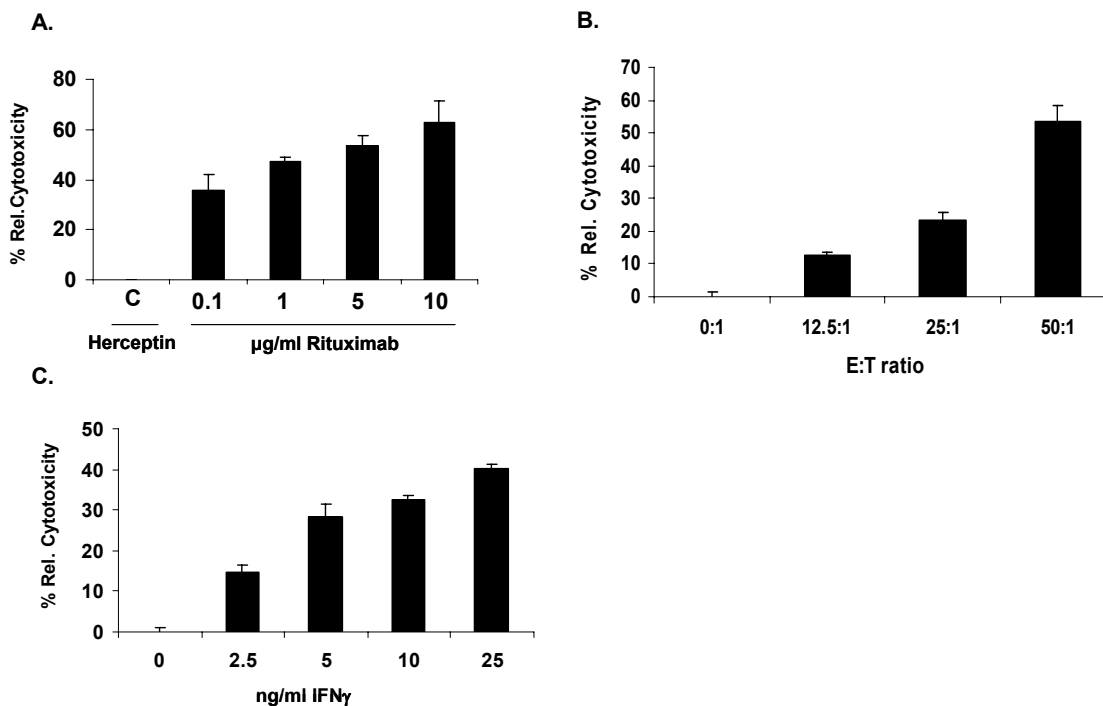 A.
% Rel.Cytotoxicity
80
60
40
20
0
C 0.1 1 5 10
Herceptin µg/ml Rituximab
B.
% Rel. Cytotoxicity
70
60
50
40
30
20
10
0
0:1 12.5:1 25:1 50:1
E:T ratio
C.
% Rel. Cytotoxicity
50
40
30
20
10
0
0 2.5 5 10 25
ng/ml IFNγ